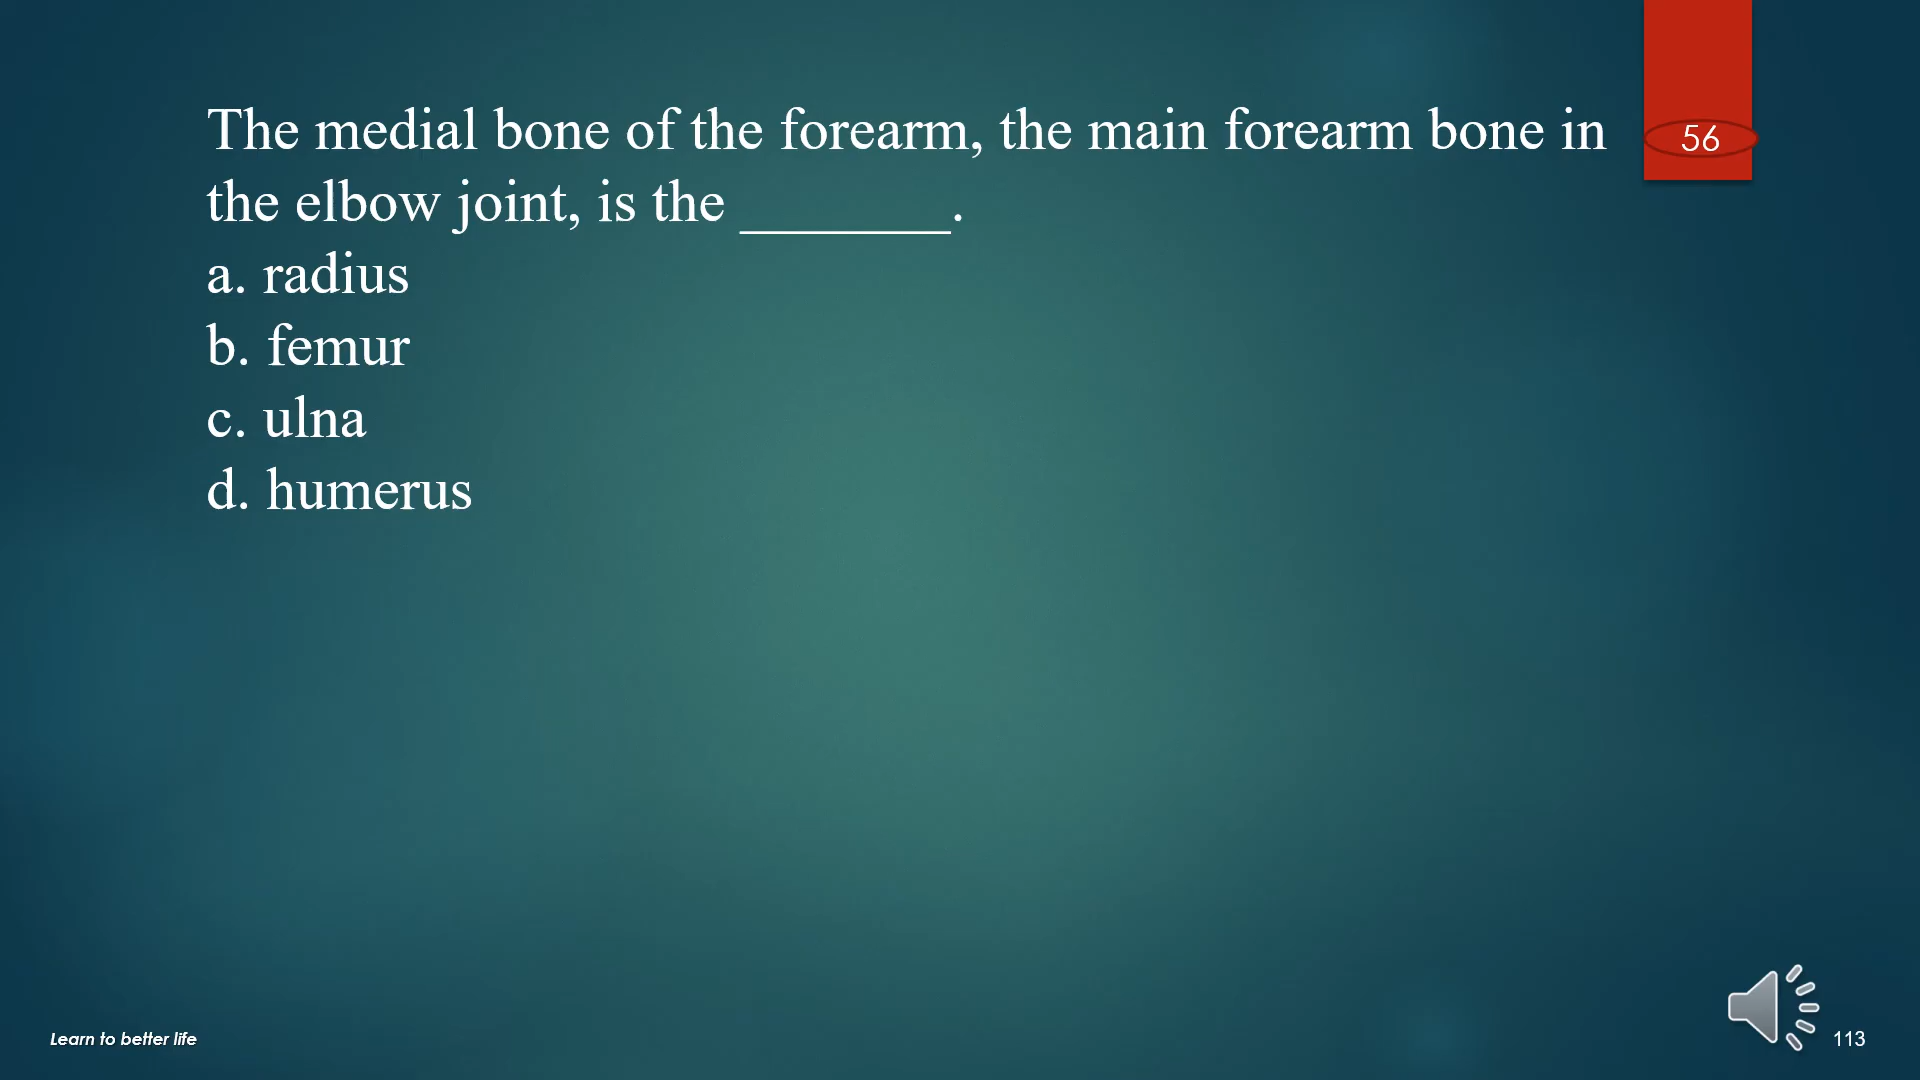 The medial bone of the forearm, the main forearm bone in
the elbow joint, is the _______.
a. radius
b. femur
c. ulna
d. humerus
56
Learn to better life
113